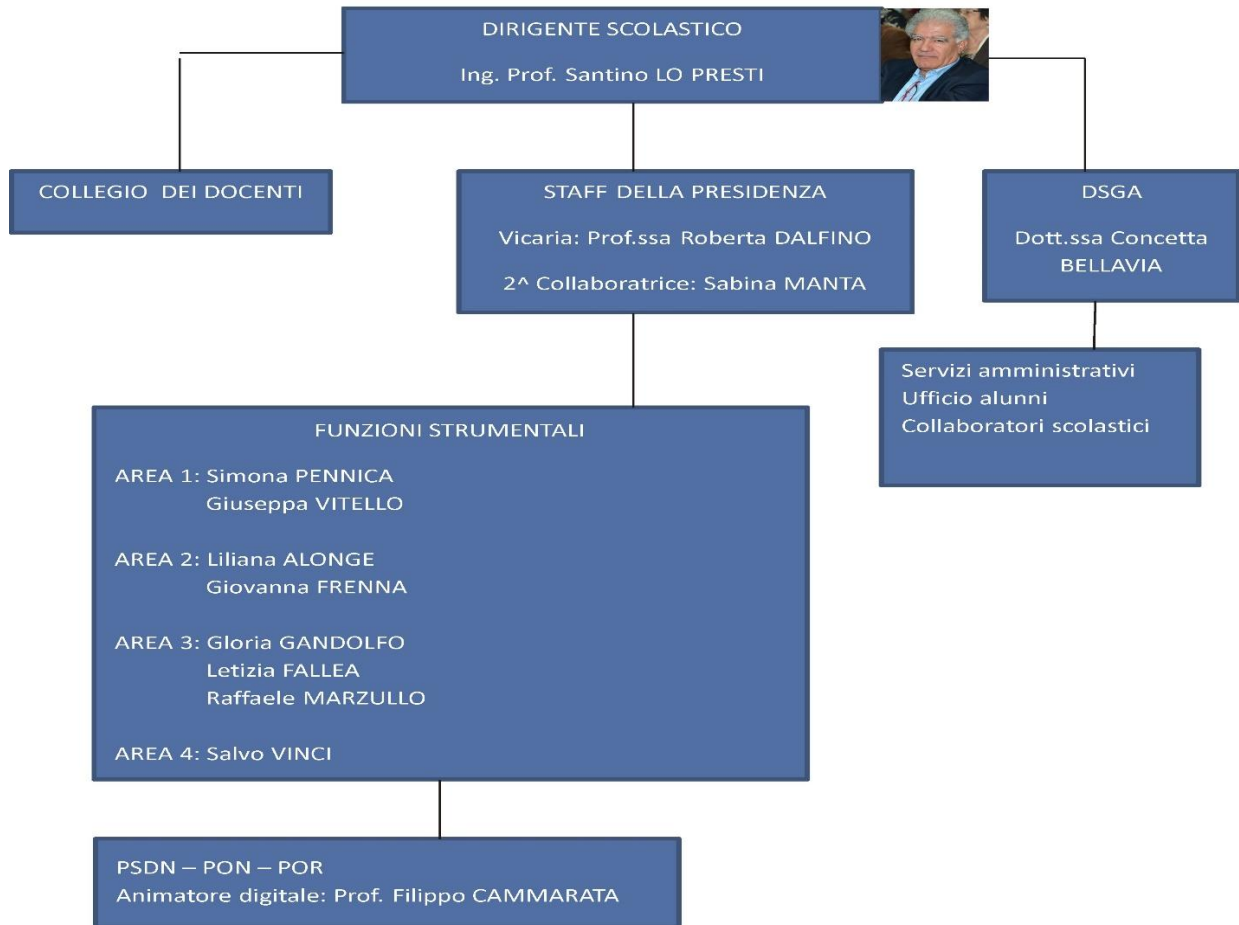 DIRIGENTE SCOLASTICO
Ing. Prof. Santino LO PRESTI
COLLEGIO DEI DOCENTI
STAFF DELLA PRESIDENZA
Vicaria: Prof.ssa Roberta DALFINO
2^ Collaboratrice: Sabina MANTA
DSGA
Dott.ssa Concetta
BELLAVIA
Servizi amministrativi
Ufficio alunni
Collaboratori scolastici
FUNZIONI STRUMENTALI
AREA 1: Simona PENNICA
Giuseppa VITELLO
AREA 2: Liliana ALONGE
Giovanna FRENNA
AREA 3: Gloria GANDOLFO
Letizia FALLEA
Raffaele MARZULLO
AREA 4: Salvo VINCI
PSDN – PON – POR
Animatore digitale: Prof. Filippo CAMMARATA